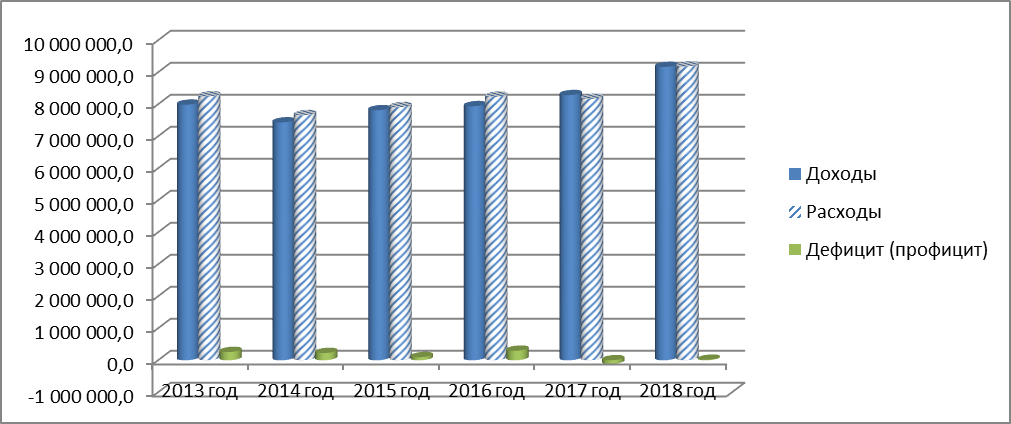 10 000 000,0
9 000 000,0
8 000 000,0
7 000 000,0
6 000 000,0
5 000 000,0
4 000 000,0
3 000 000,0
2 000 000,0
1 000 000,0
0,0
-1 000 000,0
2013 год 2014 год 2015 год 2016 год 2017 год 2018 год
Доходы
Расходы
Дефицит (профицит)